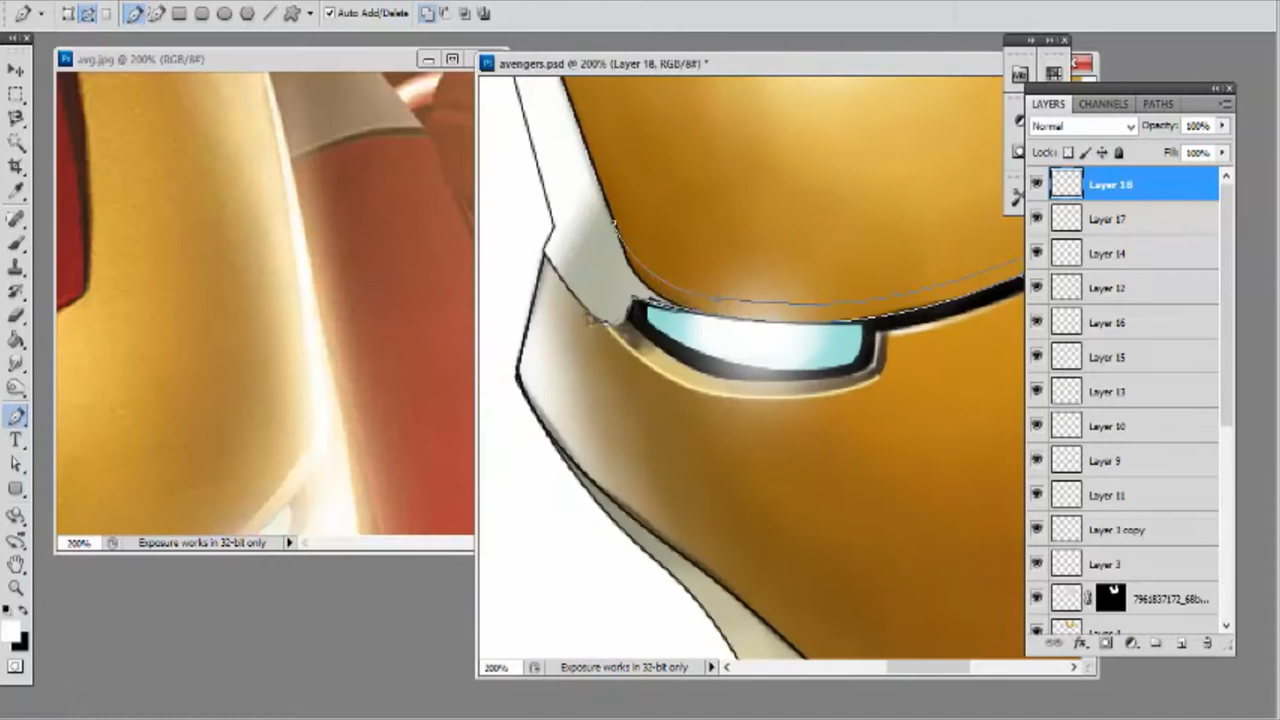 Auto Add/Delete
avg.jpg @ 200% (RGB/8#)
avengers.psd @ 200% (Layer 18, RGB/8#) *
LAYERS CHANNELS PATHS
Normal Opacity: 100%
Lock: Fill: 100%
Layer 18
Layer 17
Layer 14
Layer 12
Layer 16
Layer 15
Layer 13
Layer 10
Layer 9
Layer 11
Layer 3 copy
Layer 3
7961837172_68b...
200% Exposure works in 32-bit only
200% Exposure works in 32-bit only